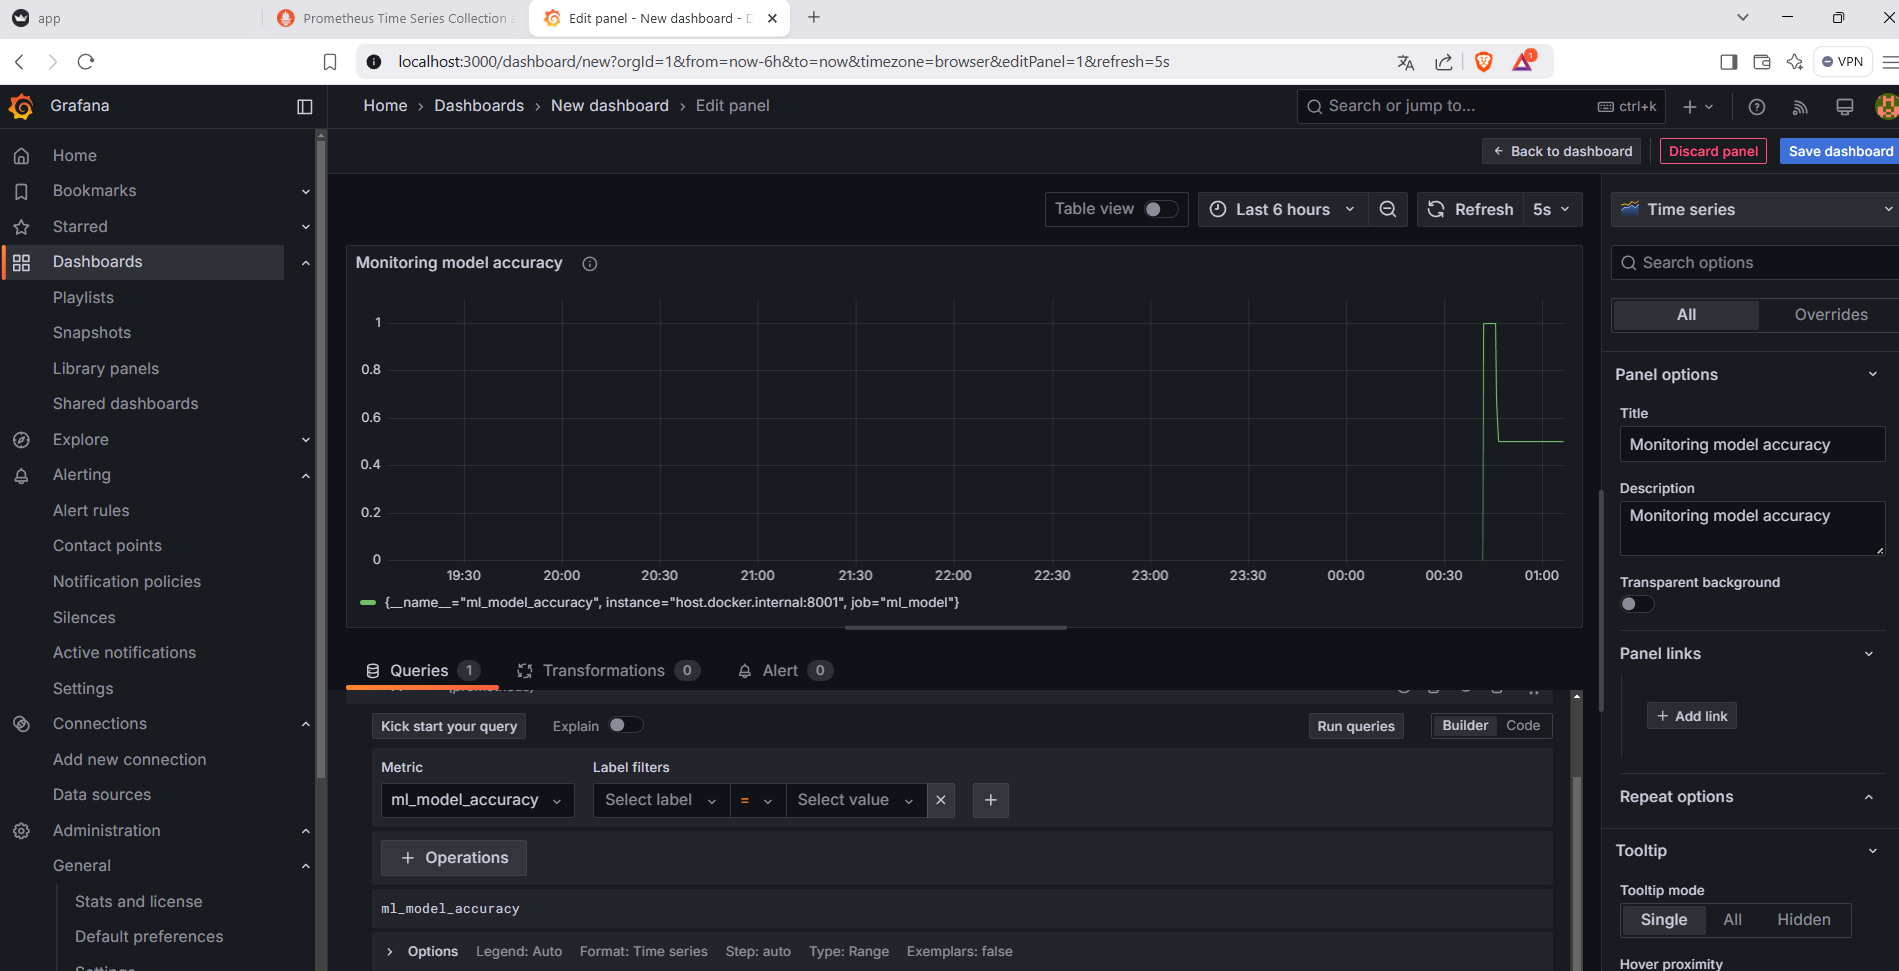 app
Prometheus Time Series Collection
Edit panel - New dashboard -
localhost:3000/dashboard/new?orgId=1&from=now-6h&to=now&timezone=browser&editPanel=1&refresh=5s
1
VPN
Grafana
Home › Dashboards › New dashboard › Edit panel
Search or jump to...
ctrl+k
Back to dashboard
Discard panel
Save dashboard
Home
Bookmarks
Starred
Dashboards
Playlists
Snapshots
Library panels
Shared dashboards
Explore
Alerting
Alert rules
Contact points
Notification policies
Silences
Active notifications
Settings
Connections
Add new connection
Data sources
Administration
General
Stats and license
Default preferences
Settings
Table view
Last 6 hours
Refresh
5s
Monitoring model accuracy
1
0.8
0.6
0.4
0.2
0
19:30 20:00 20:30 21:00 21:30 22:00 22:30 23:00 23:30 00:00 00:30 01:00
{__name__="ml_model_accuracy", instance="host.docker.internal:8001", job="ml_model"}
Queries 1
Transformations 0
Alert 0
Kick start your query
Explain
Run queries
Builder
Code
Metric
Label filters
ml_model_accuracy
Select label
=
Select value
+ Operations
ml_model_accuracy
Options Legend: Auto Format: Time series Step: auto Type: Range Exemplars: false
Time series
Search options
All
Overrides
Panel options
Title
Monitoring model accuracy
Description
Monitoring model accuracy
Transparent background
Panel links
+ Add link
Repeat options
Tooltip
Tooltip mode
Single
All
Hidden
Hover proximity